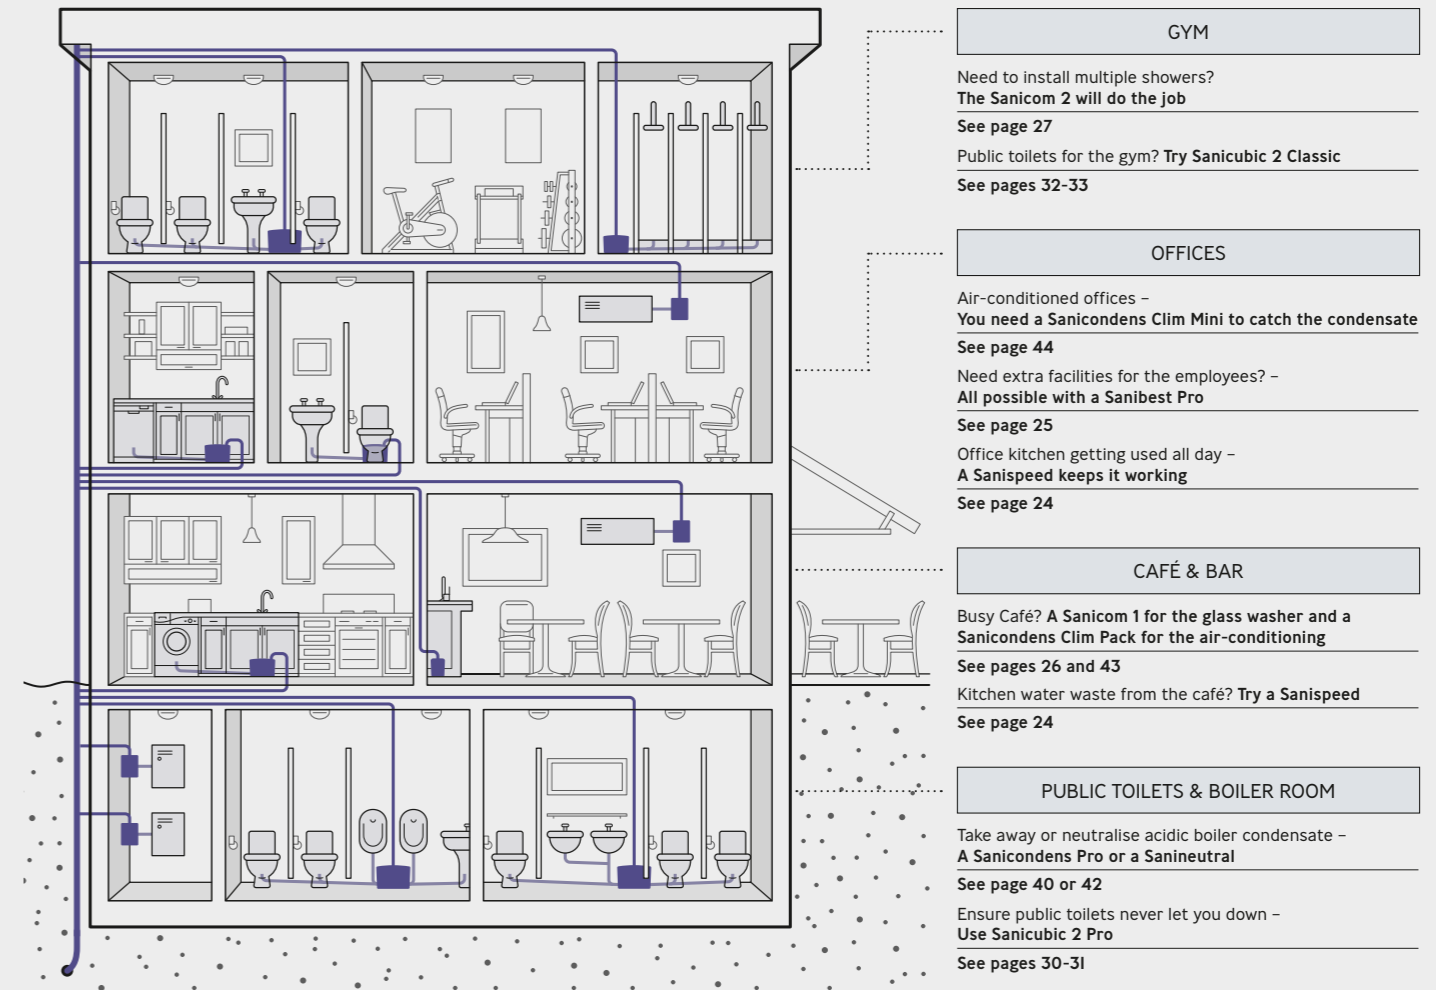 GYM
Need to install multiple showers?
The Sanicom 2 will do the job
See page 27
Public toilets for the gym? Try Sanicubic 2 Classic
See pages 32-33
OFFICES
Air-conditioned offices –
You need a Sanicondens Clim Mini to catch the condensate
See page 44
Need extra facilities for the employees? –
All possible with a Sanibest Pro
See page 25
Office kitchen getting used all day –
A Sanispeed keeps it working
See page 24
CAFÉ & BAR
Busy Café? A Sanicom 1 for the glass washer and a
Sanicondens Clim Pack for the air-conditioning
See pages 26 and 43
Kitchen water waste from the café? Try a Sanispeed
See page 24
PUBLIC TOILETS & BOILER ROOM
Take away or neutralise acidic boiler condensate –
A Sanicondens Pro or a Sanineutral
See page 40 or 42
Ensure public toilets never let you down –
Use Sanicubic 2 Pro
See pages 30-31